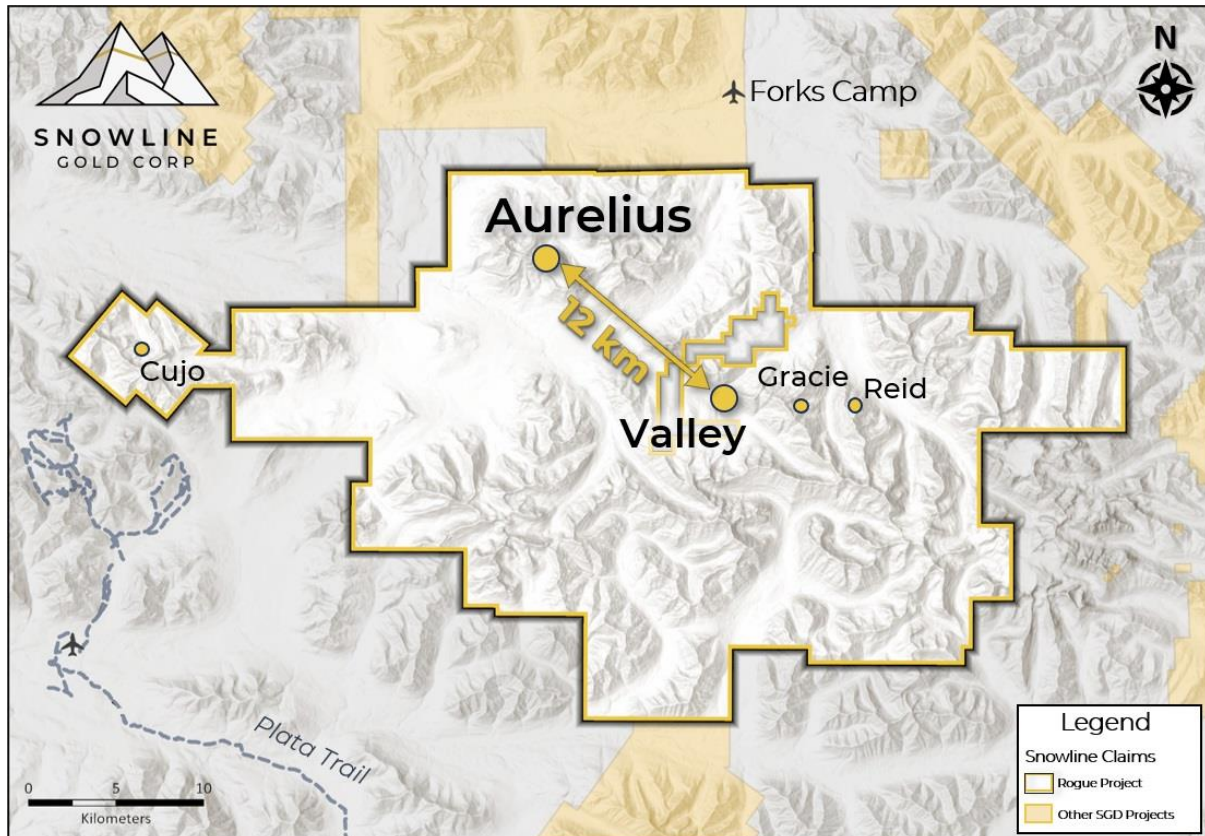 SNOWLINE
GOLD CORP
N
Forks Camp
Aurelius
12 km
Cujo
Gracie
Reid
Valley
Plata Trail
0 5 10
Kilometers
Legend
Snowline Claims
Rogue Project
Other SGD Projects